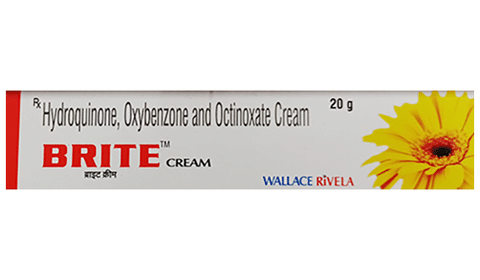 Rx Hydroquinone, Oxybenzone and Octinoxate Cream 20 g
BRITE™ CREAM
ब्राइट क्रीम
WALLACE RiVELA